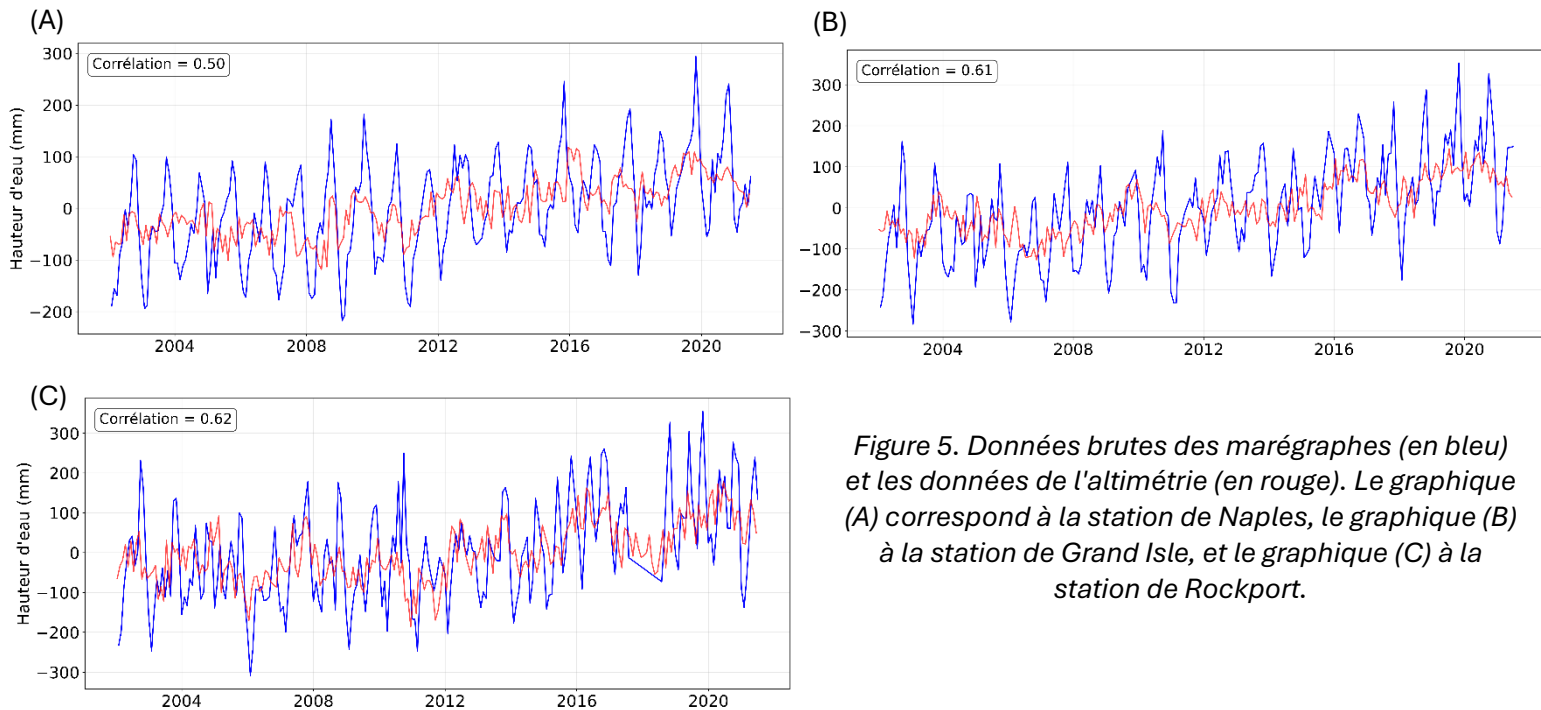 (A)
Corrélation = 0.50
Hauteur d'eau (mm)
300
200
100
0
−100
−200
2004
2008
2012
2016
2020
(B)
Corrélation = 0.61
300
200
100
0
−100
−200
−300
2004
2008
2012
2016
2020
(C)
Corrélation = 0.62
Hauteur d'eau (mm)
300
200
100
0
−100
−200
−300
2004
2008
2012
2016
2020
Figure 5. Données brutes des marégraphes (en bleu)
et les données de l'altimétrie (en rouge). Le graphique
(A) correspond à la station de Naples, le graphique (B)
à la station de Grand Isle, et le graphique (C) à la
station de Rockport.